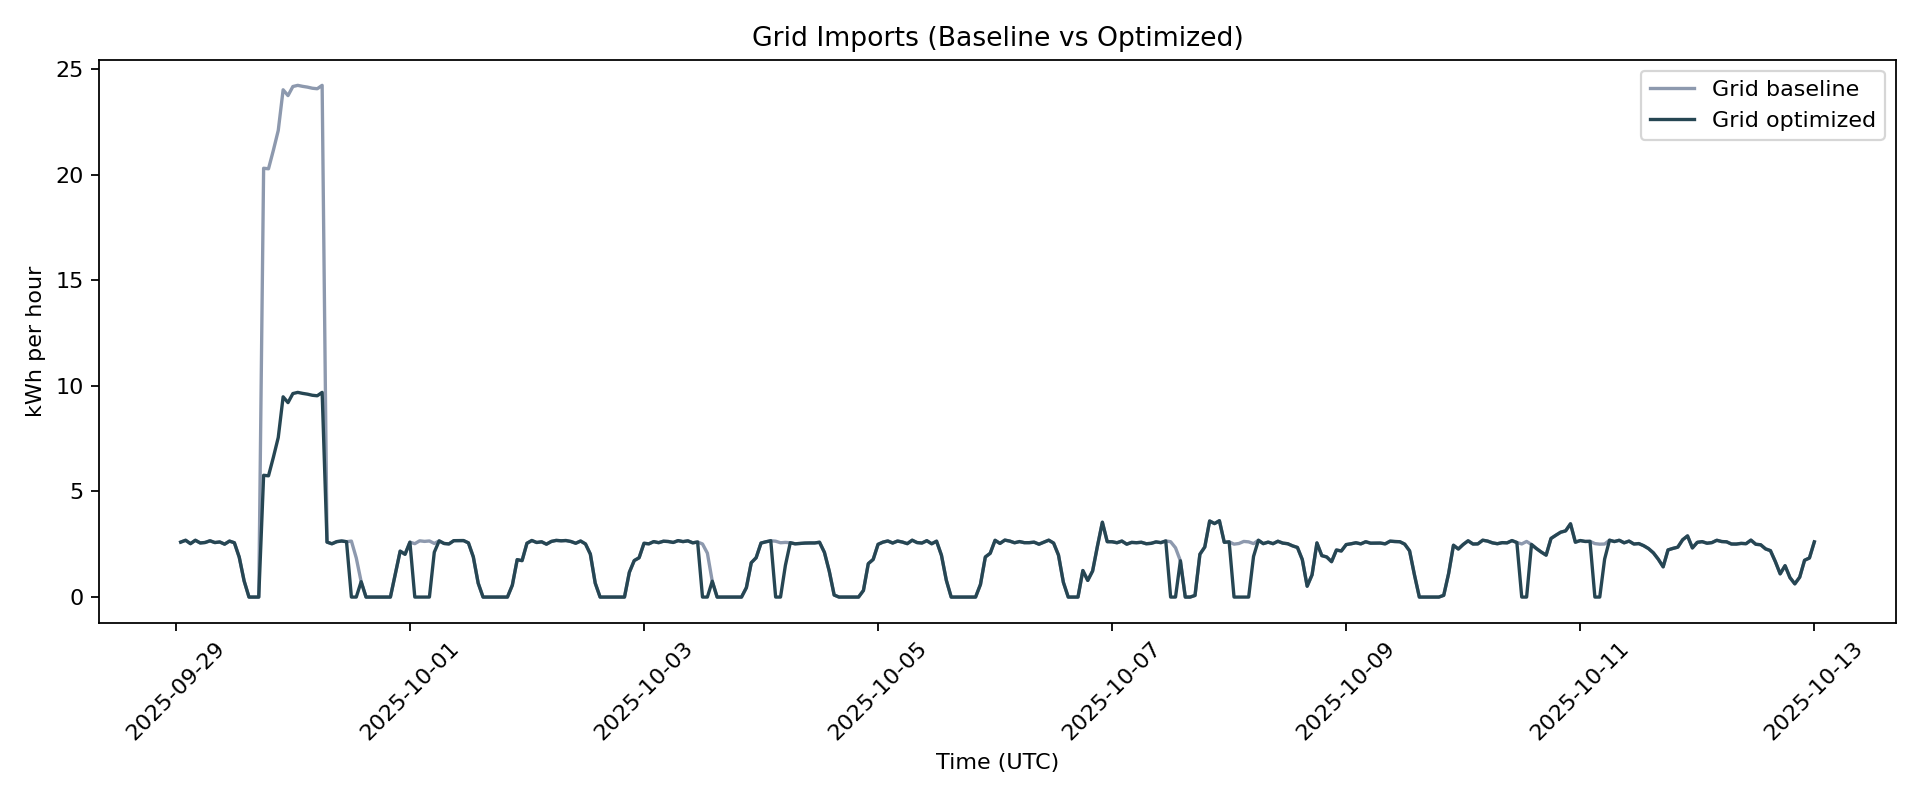 Grid Imports (Baseline vs Optimized)
Grid baseline
Grid optimized
kWh per hour
25
20
15
10
5
0
2025-09-29
2025-10-01
2025-10-03
2025-10-05
2025-10-07
2025-10-09
2025-10-11
2025-10-13
Time (UTC)